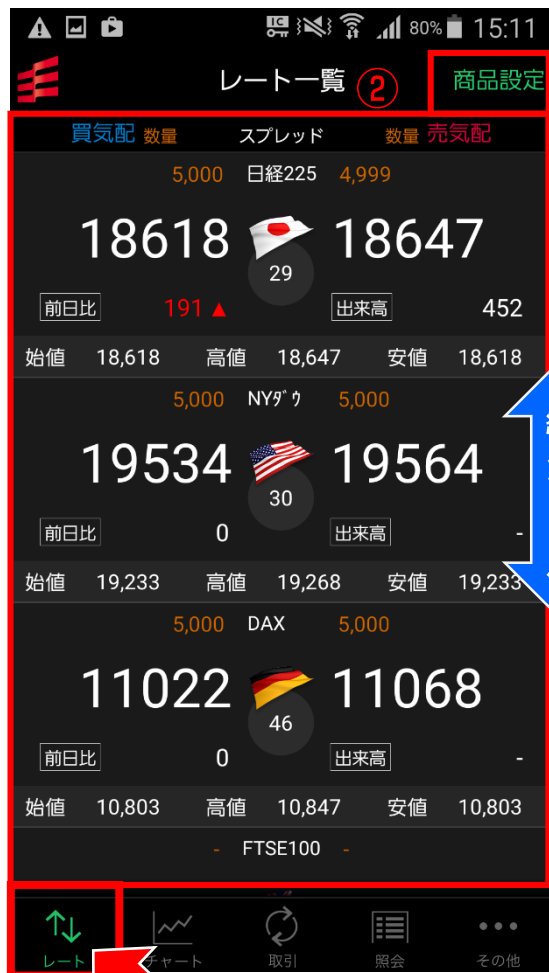 80% 15:11
レート一覧 ② 商品設定
買気配 数量 スプレッド 数量 売気配
5,000 日経225 4,999
18618 18647
29
前日比 191 ▲ 出来高 452
始値 18,618 高値 18,647 安値 18,618
5,000 NYﾀﾞｳ 5,000
19534 19564
30
前日比 0 出来高 -
始値 19,233 高値 19,268 安値 19,233
5,000 DAX 5,000
11022 11068
46
前日比 0 出来高 -
始値 10,803 高値 10,847 安値 10,803
- FTSE100 -
レート チャート 取引 照会 その他